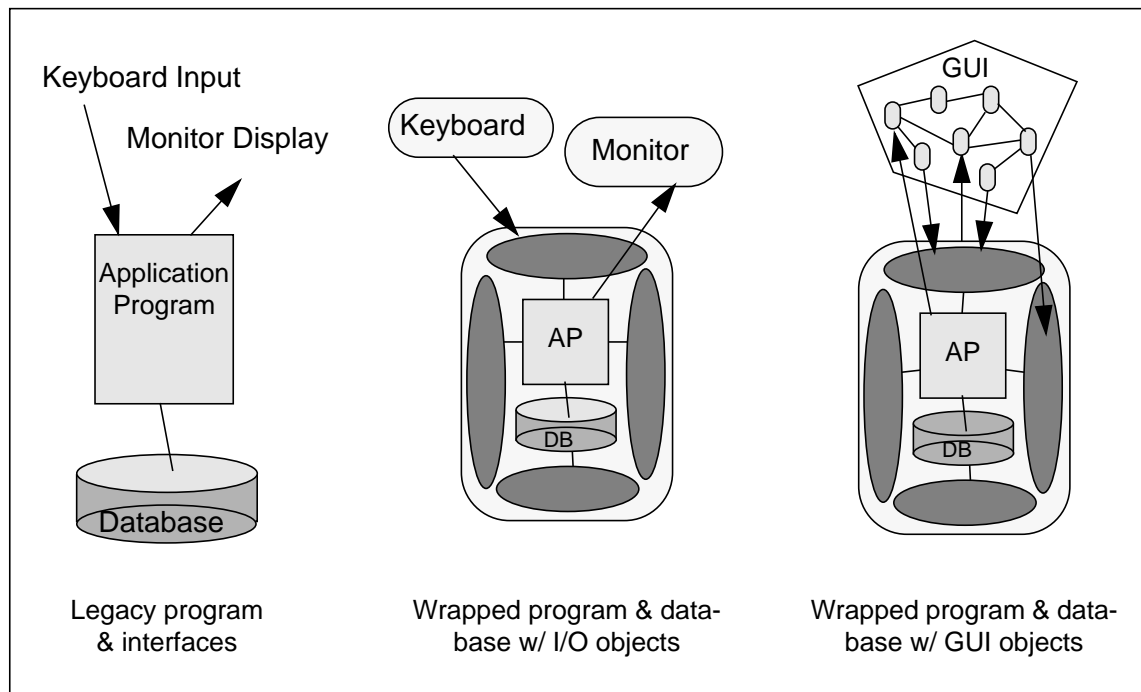 Keyboard Input
Monitor Display
Application
Program
Database
Legacy program
& interfaces
Keyboard
Monitor
AP
DB
Wrapped program & data-
base w/ I/O objects
GUI
AP
DB
Wrapped program & data-
base w/ GUI objects